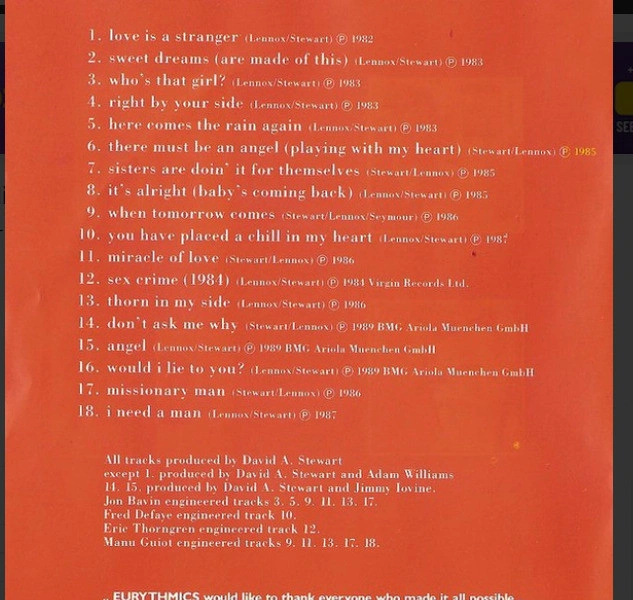 1. love is a stranger (Lennox/Stewart) ℗ 1982
2. sweet dreams (are made of this) (Lennox/Stewart) ℗ 1983
3. who's that girl? (Lennox/Stewart) ℗ 1983
4. right by your side (Lennox/Stewart) ℗ 1983
5. here comes the rain again (Lennox/Stewart) ℗ 1983
6. there must be an angel (playing with my heart) (Stewart/Lennox) ℗ 1985
7. sisters are doin' it for themselves (Stewart/Lennox) ℗ 1985
8. it's alright (baby's coming back) (Lennox/Stewart) ℗ 1985
9. when tomorrow comes (Stewart/Lennox/Seymour) ℗ 1986
10. you have placed a chill in my heart (Lennox/Stewart) ℗ 1987
11. miracle of love (Stewart/Lennox) ℗ 1986
12. sex crime (1984) (Lennox/Stewart) ℗ 1984 Virgin Records Ltd.
13. thorn in my side (Lennox/Stewart) ℗ 1986
14. don't ask me why (Stewart/Lennox) ℗ 1989 BMG Ariola Muenchen GmbH
15. angel (Lennox/Stewart) ℗ 1989 BMG Ariola Muenchen GmbH
16. would i lie to you? (Lennox/Stewart) ℗ 1989 BMG Ariola Muenchen GmbH
17. missionary man (Stewart/Lennox) ℗ 1986
18. i need a man (Lennox/Stewart) ℗ 1987
All tracks produced by David A. Stewart
except 1. produced by David A. Stewart and Adam Williams
14. 15. produced by David A. Stewart and Jimmy Iovine.
Jon Bavin engineered tracks 3. 5. 9. 11. 13. 17.
Fred Defaye engineered track 10.
Eric Thorngren engineered track 12.
Manu Guiot engineered tracks 9. 11. 13. 17. 18.
.. EURYTHMICS would like to thank everyone who made it all possible